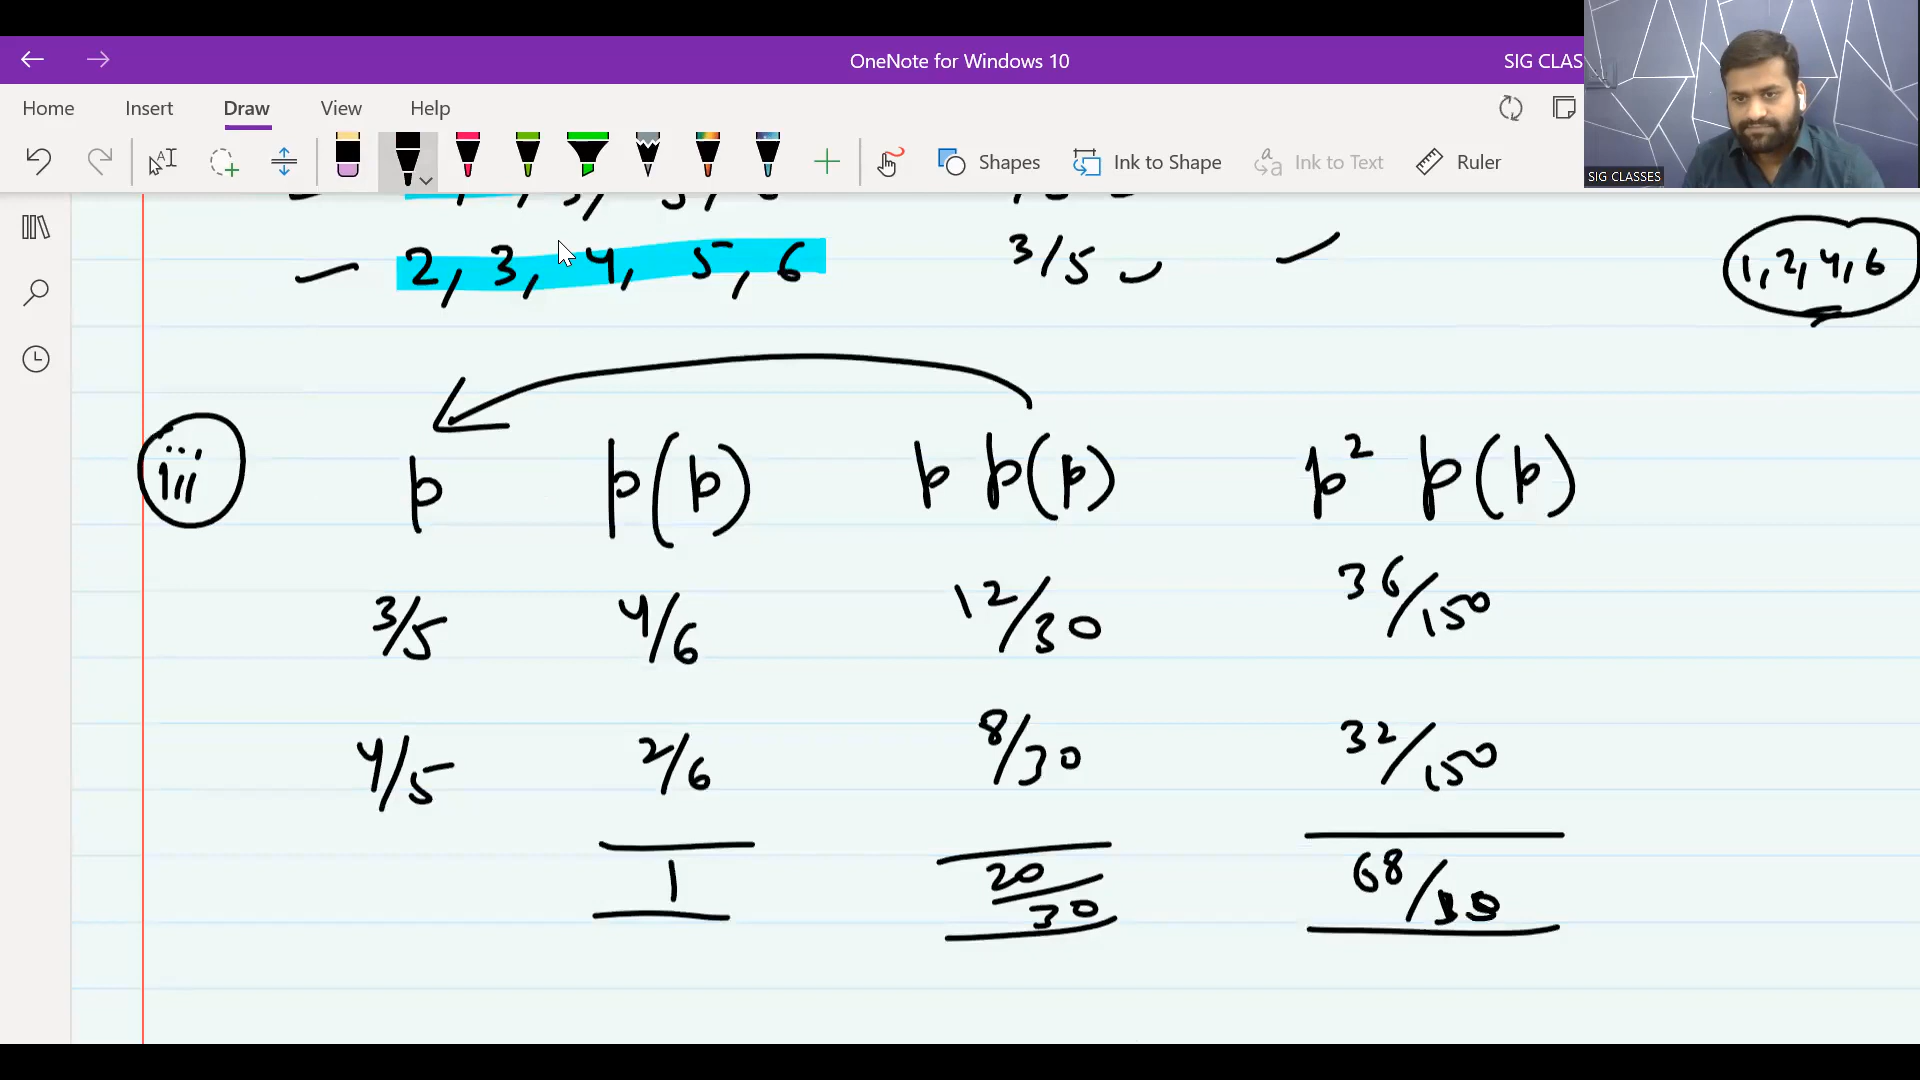 OneNote for Windows 10 SIG CLAS
Home Insert Draw View Help
Shapes Ink to Shape Ink to Text Ruler
SIG CLASSES
2, 3, 4, 5, 6 3/5
1, 2, 4, 6
iii p p(p) p p(p) p² p(p)
3/5 4/6 12/30 36/150
4/5 2/6 8/30 32/150
1 20/30 68/